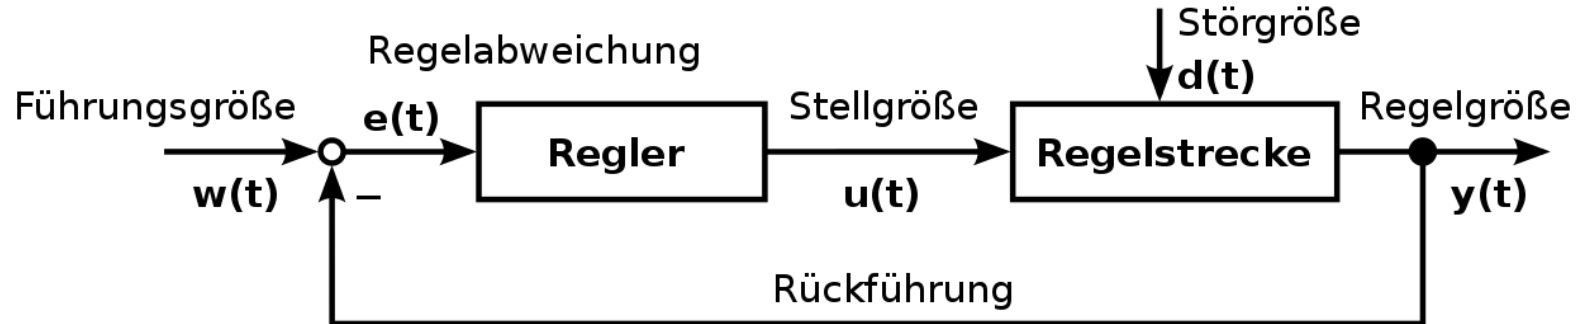 Störgröße
Regelabweichung
d(t)
Führungsgröße
e(t)
Stellgröße
Regelgröße
Regler
Regelstrecke
w(t)
–
u(t)
y(t)
Rückführung